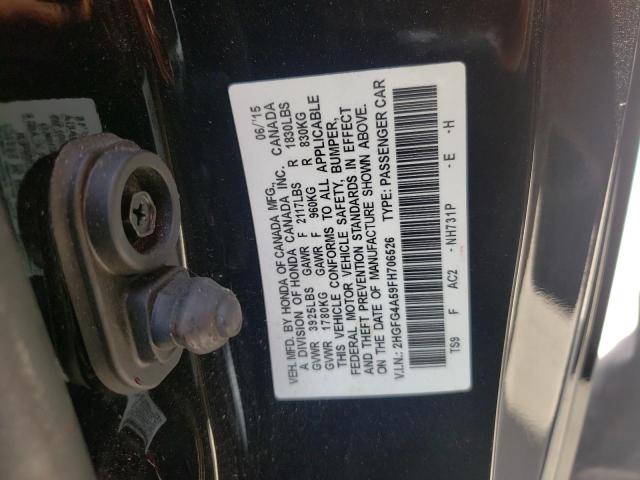 VEH. MFD. BY HONDA OF CANADA MFG., 06/'15
A DIVISION OF HONDA CANADA INC. CANADA
GVWR 3925LBS GAWR F 2117LBS R 1830LBS
GVWR 1780KG GAWR F 960KG R 830KG
THIS VEHICLE CONFORMS TO ALL APPLICABLE
FEDERAL MOTOR VEHICLE SAFETY, BUMPER,
AND THEFT PREVENTION STANDARDS IN EFFECT
ON THE DATE OF MANUFACTURE SHOWN ABOVE.
V.I.N.: 2HGFG4A59FH706526 TYPE: PASSENGER CAR
TS9 F AC2 - NH731P - E - H